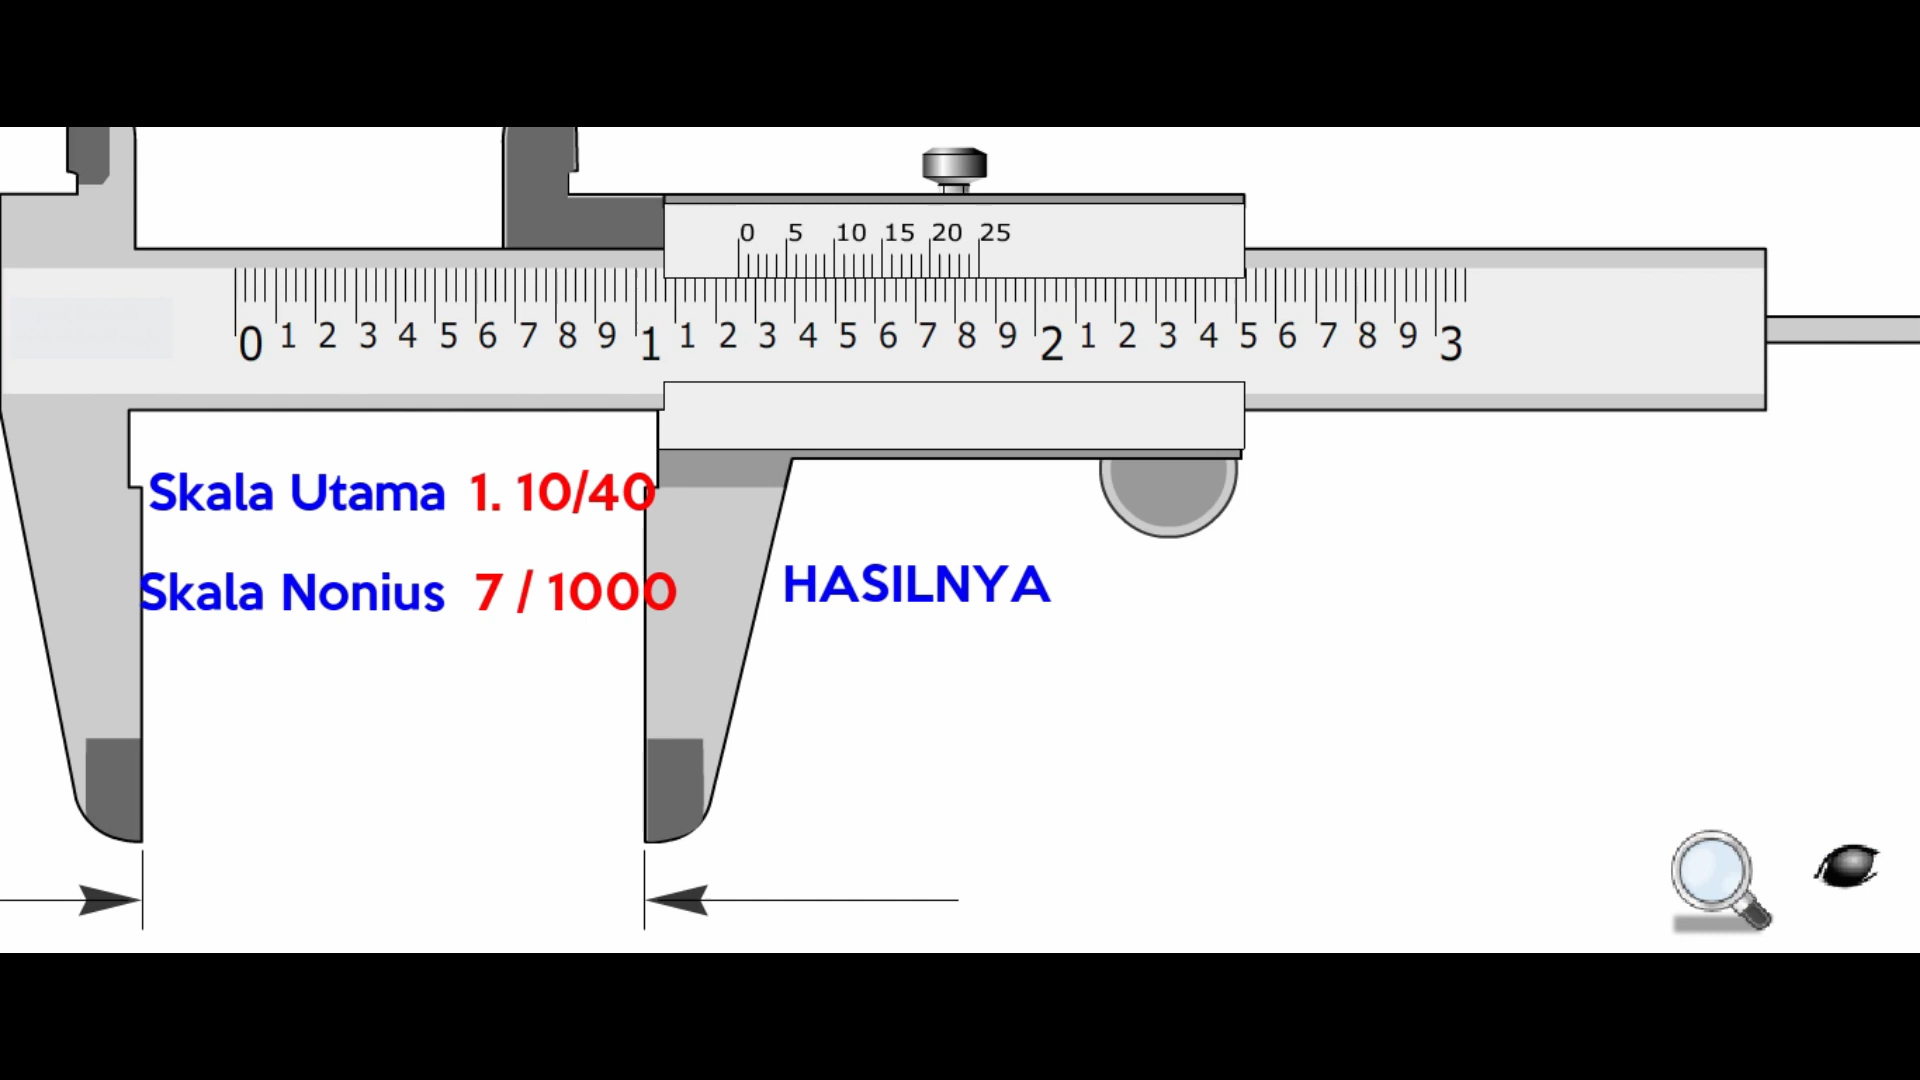 0 5 10 15 20 25
0 1 2 3 4 5 6 7 8 9 1 1 2 3 4 5 6 7 8 9 2 1 2 3 4 5 6 7 8 9 3
Skala Utama 1. 10/40
Skala Nonius 7 / 1000
HASILNYA